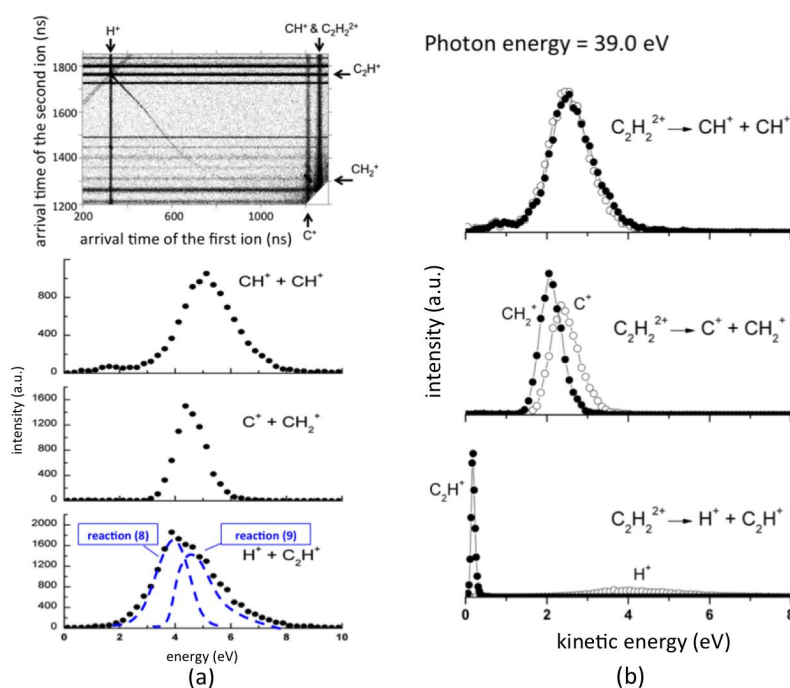 H⁺
CH⁺ & C₂H₂²⁺
arrival time of the second ion (ns)
1800
1600
1400
1200
C₂H⁺
CH₂⁺
200
600
1000
arrival time of the first ion (ns)
C⁺
intensity (a.u.)
800
400
0
CH⁺ + CH⁺
1600
1200
800
400
0
C⁺ + CH₂⁺
2000
1600
1200
800
400
0
reaction (8)
reaction (9)
H⁺ + C₂H⁺
0
2
4
6
8
10
energy (eV)
(a)
Photon energy = 39.0 eV
C₂H₂²⁺ → CH⁺ + CH⁺
intensity (a.u.)
CH₂⁺
C⁺
C₂H₂²⁺ → C⁺ + CH₂⁺
C₂H⁺
C₂H₂²⁺ → H⁺ + C₂H⁺
H⁺
0
2
4
6
8
kinetic energy (eV)
(b)